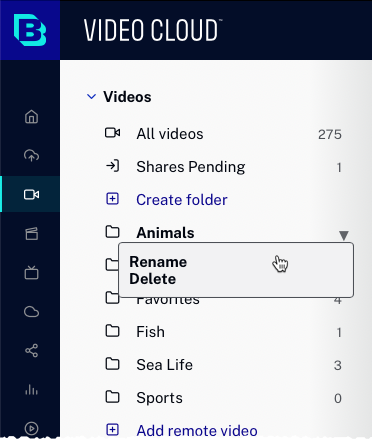 VIDEO CLOUD™
Videos
All videos 275
Shares Pending 1
Create folder
Animals
Rename
Delete
Favorites 4
Fish 1
Sea Life 3
Sports 0
Add remote video